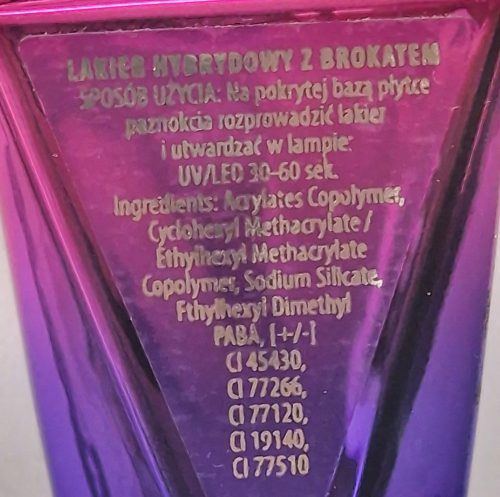 LAKIER HYBRYDOWY Z BROKATEM
SPOSÓB UŻYCIA: Na pokrytej bazą płytce
paznokcia rozprowadzić lakier
i utwardzać w lampie:
UV/LED 30-60 sek.
Ingredients: Acrylates Copolymer,
Cyclohexyl Methacrylate /
Ethylhexyl Methacrylate
Copolymer, Sodium Silicate,
Ethylhexyl Dimethyl
PABA, [+/-]
CI 45430,
CI 77266,
CI 77120,
CI 19140,
CI 77510